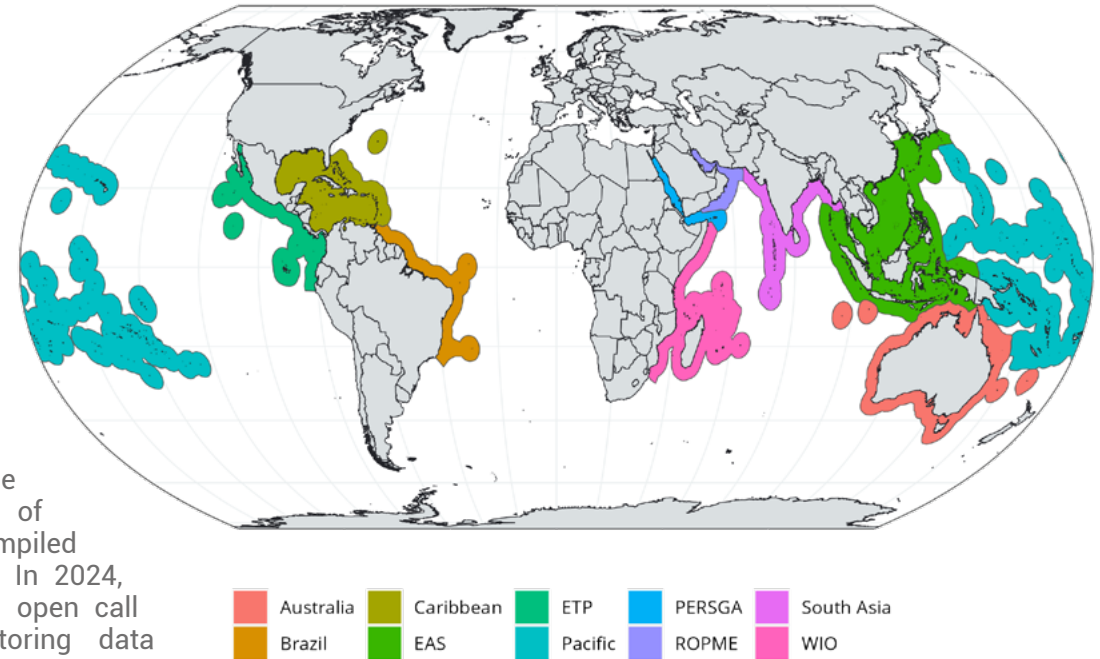 e
of
mpiled
In 2024,
open call
toring data
Australia Caribbean ETP PERSGA South Asia
Brazil EAS Pacific ROPME WIO